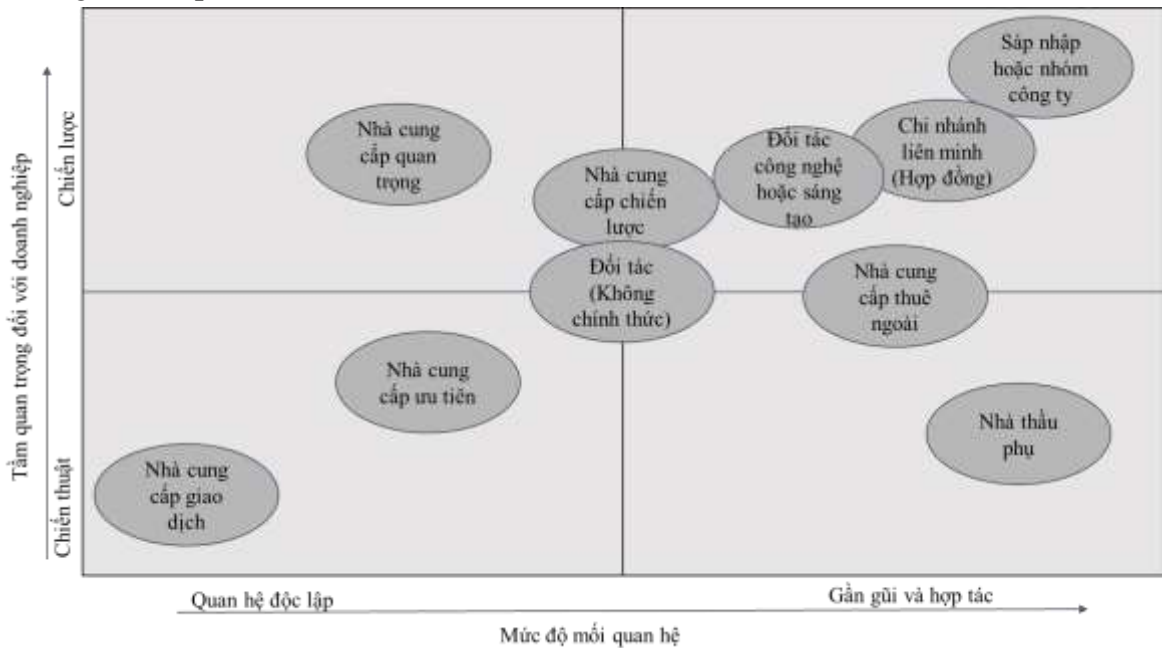 Sáp nhập
hoặc nhóm
công ty
Nhà cung
cấp quan
trọng
Đối tác
công nghệ
hoặc sáng
tạo
Chi nhánh
liên minh
(Hợp đồng)
Nhà cung
cấp chiến
lược
Đối tác
(Không
chính thức)
Nhà cung
cấp thuê
ngoài
Nhà cung
cấp ưu tiên
Nhà thầu
phụ
Nhà cung
cấp giao
dịch
Tầm quan trọng đối với doanh nghiệp
Chiến lược
Chiến thuật
Quan hệ độc lập
Gần gũi và hợp tác
Mức độ mối quan hệ